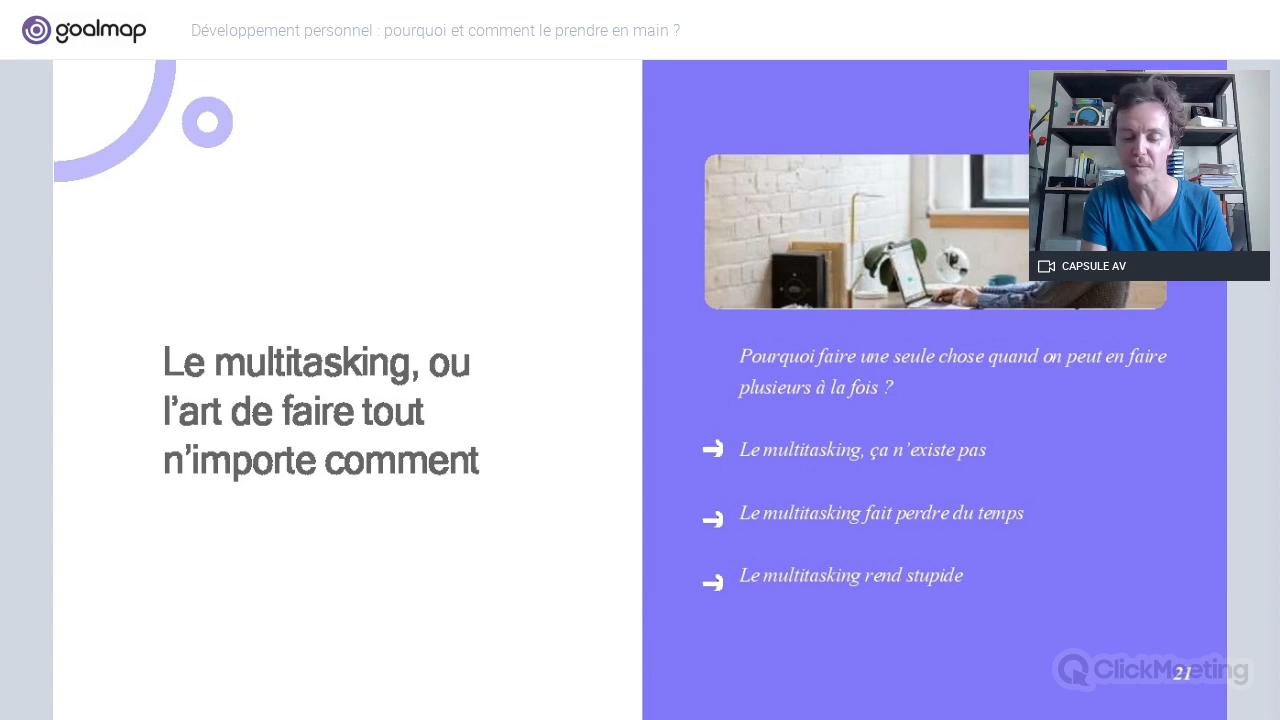 goalmap
Développement personnel : pourquoi et comment le prendre en main ?
CAPSULE AV
Le multitasking, ou
l’art de faire tout
n’importe comment
Pourquoi faire une seule chose quand on peut en faire
plusieurs à la fois ?
Le multitasking, ça n’existe pas
Le multitasking fait perdre du temps
Le multitasking rend stupide
ClickMeeting
21